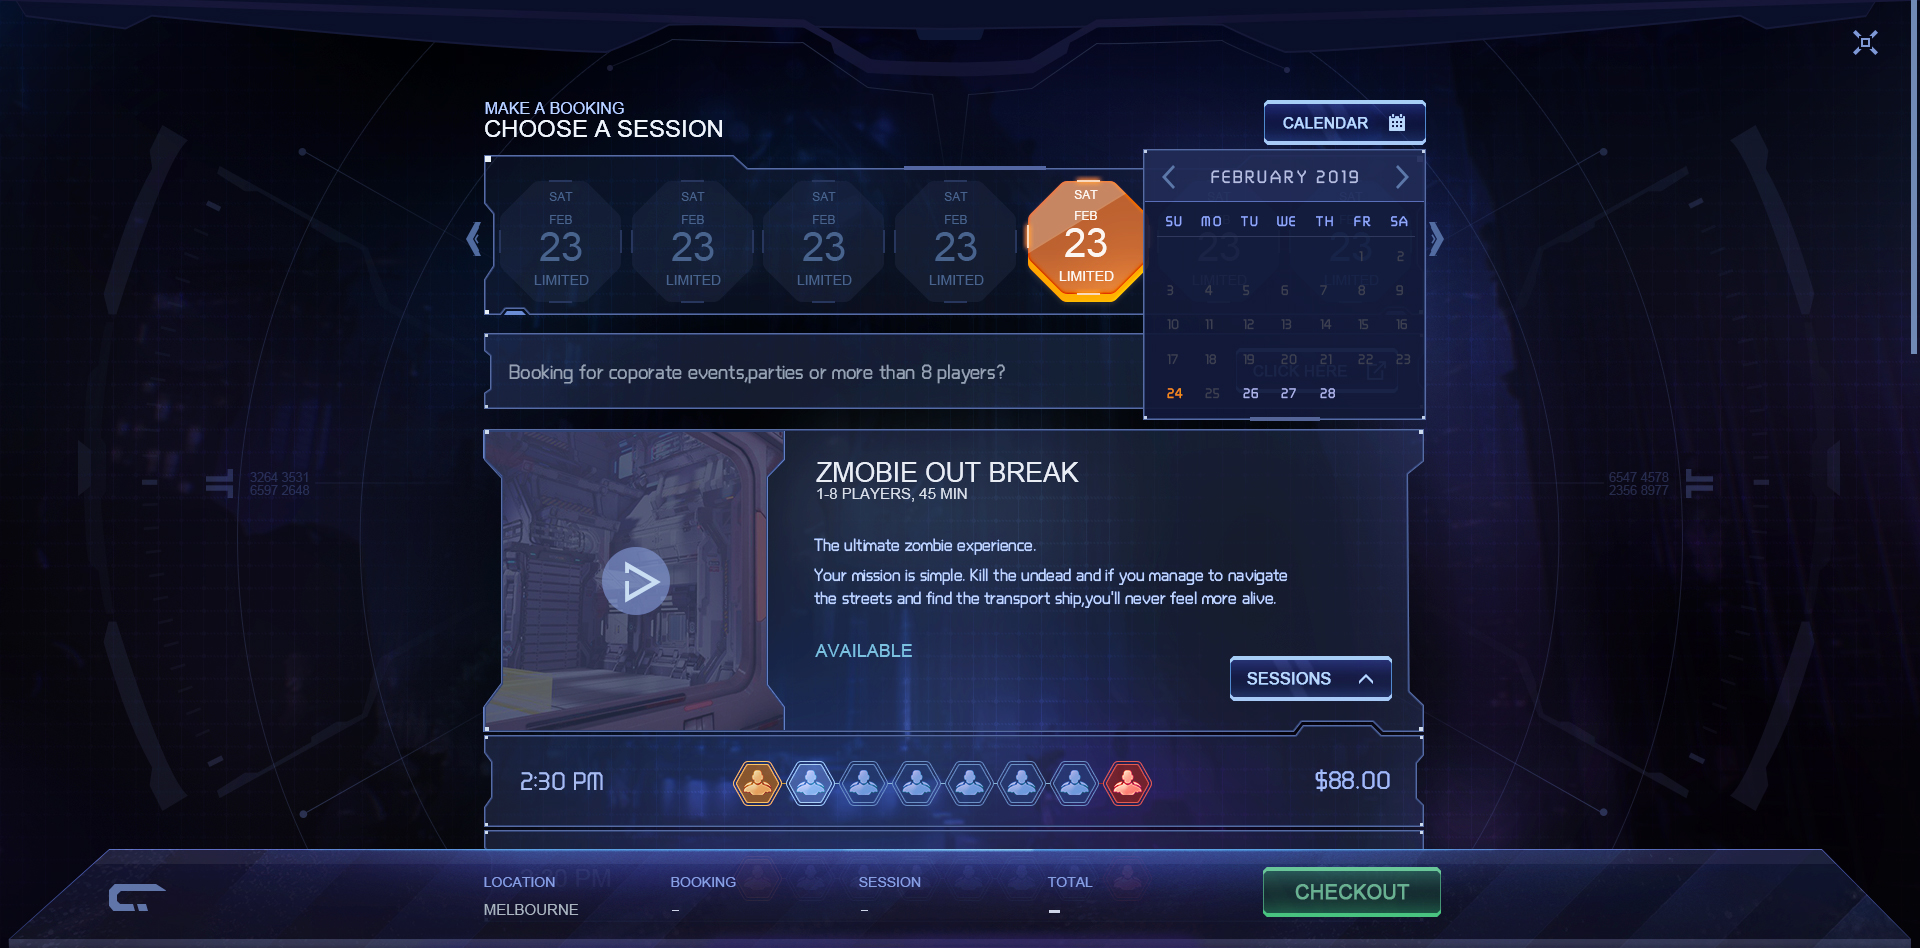 MAKE A BOOKING
CHOOSE A SESSION
CALENDAR
SAT
FEB
23
LIMITED
SAT
FEB
23
LIMITED
SAT
FEB
23
LIMITED
SAT
FEB
23
LIMITED
SAT
FEB
23
LIMITED
23
LIMITED
23
LIMITED
FEBRUARY 2019
SU MO TU WE TH FR SA
1 2
3 4 5 6 7 8 9
10 11 12 13 14 15 16
17 18 19 20 21 22 23
24 25 26 27 28
Booking for coporate events,parties or more than 8 players?
CLICK HERE
3264 3531
6597 2648
6547 4578
2356 8977
ZMOBIE OUT BREAK
1-8 PLAYERS, 45 MIN
The ultimate zombie experience.
Your mission is simple. Kill the undead and if you manage to navigate
the streets and find the transport ship,you'll never feel more alive.
AVAILABLE
SESSIONS
2:30 PM
$88.00
LOCATION BOOKING SESSION TOTAL
MELBOURNE – – –
CHECKOUT